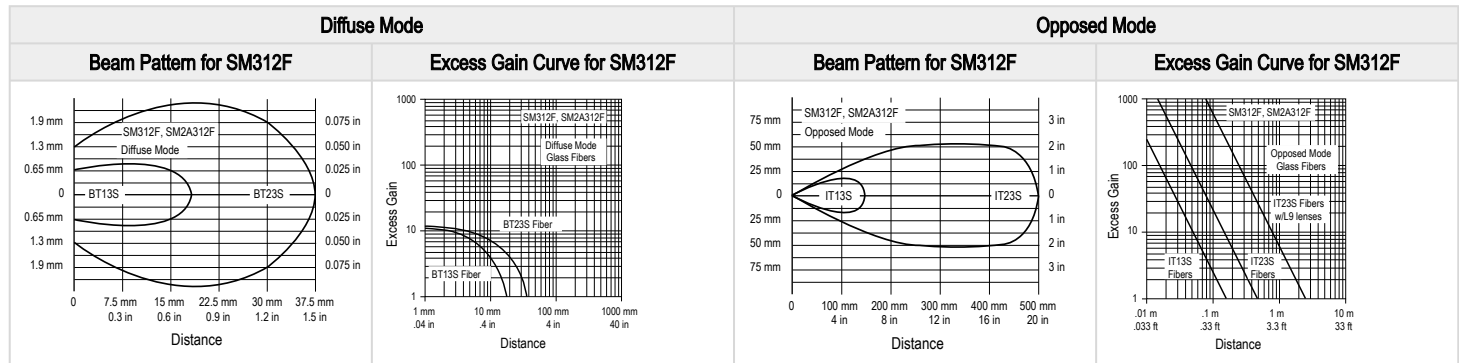 Diffuse Mode
Opposed Mode
Beam Pattern for SM312F
Excess Gain Curve for SM312F
Beam Pattern for SM312F
Excess Gain Curve for SM312F
1.9 mm
1.3 mm
0.65 mm
0
0.65 mm
1.3 mm
1.9 mm
SM312F, SM2A312F
Diffuse Mode
BT13S
BT23S
0.075 in
0.050 in
0.025 in
0
0.025 in
0.050 in
0.075 in
0 7.5 mm 15 mm 22.5 mm 30 mm 37.5 mm
0.3 in 0.6 in 0.9 in 1.2 in 1.5 in
Distance
1000
100
10
1
Excess Gain
SM312F, SM2A312F
Diffuse Mode
Glass Fibers
BT23S Fiber
BT13S Fiber
1 mm 10 mm 100 mm 1000 mm
.04 in .4 in 4 in 40 in
Distance
75 mm
50 mm
25 mm
0
25 mm
50 mm
75 mm
SM312F, SM2A312F
Opposed Mode
IT13S
IT23S
3 in
2 in
1 in
0
1 in
2 in
3 in
0 100 mm 200 mm 300 mm 400 mm 500 mm
4 in 8 in 12 in 16 in 20 in
Distance
1000
100
10
1
Excess Gain
SM312F, SM2A312F
Opposed Mode
Glass Fibers
IT23S Fibers
w/L9 lenses
IT13S
Fibers
IT23S
Fibers
.01 m .1 m 1 m 10 m
.033 ft .33 ft 3.3 ft 33 ft
Distance